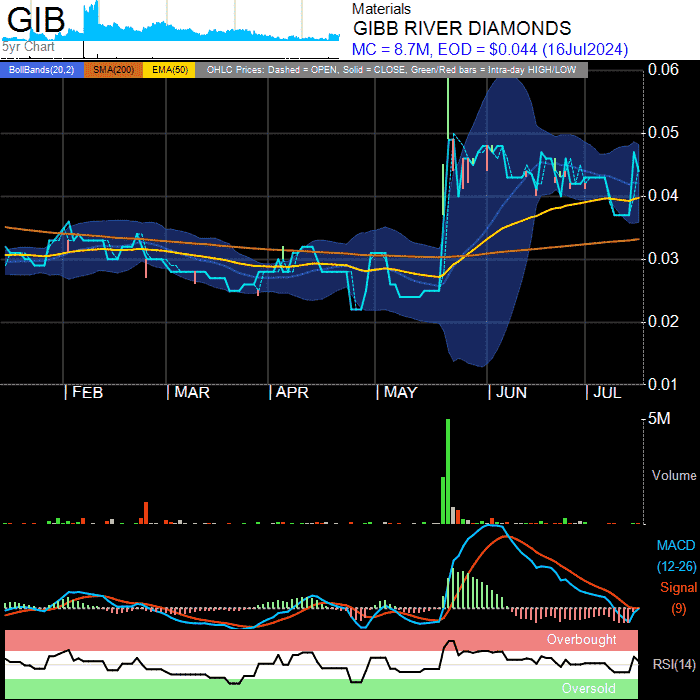 GIB
5yr Chart
Materials
GIBB RIVER DIAMONDS
MC = 8.7M, EOD = $0.044 (16Jul2024)
BollBands(20,2) SMA(200) EMA(50) OHLC Prices: Dashed = OPEN, Solid = CLOSE, Green/Red bars = Intra-day HIGH/LOW
0.06
0.05
0.04
0.03
0.02
0.01
FEB MAR APR MAY JUN JUL
5M
Volume
MACD
(12-26)
Signal
(9)
Overbought
RSI(14)
Oversold